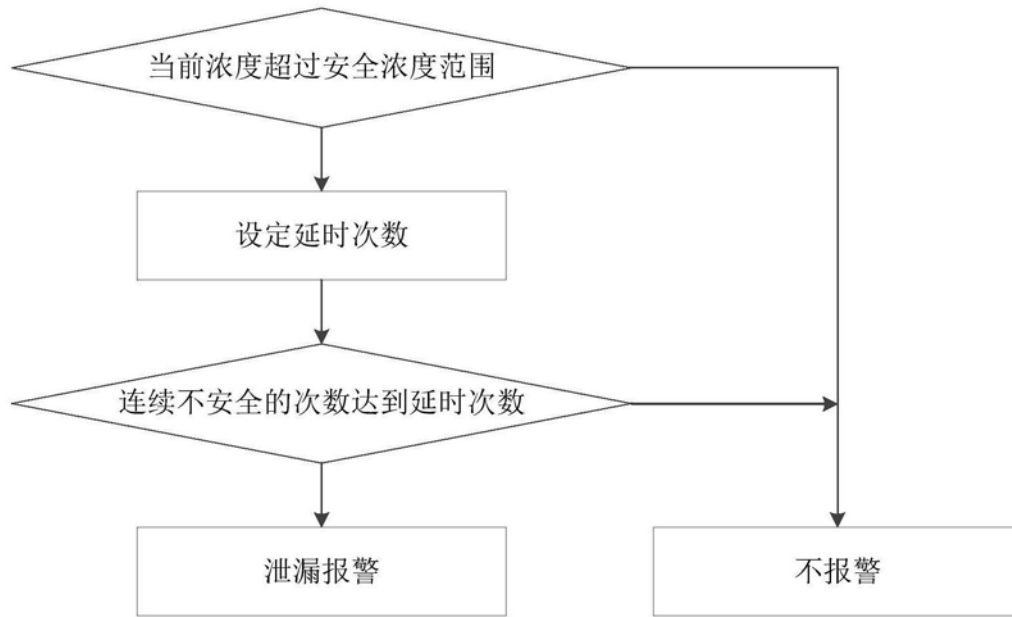 当前浓度超过安全浓度范围
设定延时次数
连续不安全的次数达到延时次数
泄漏报警
不报警